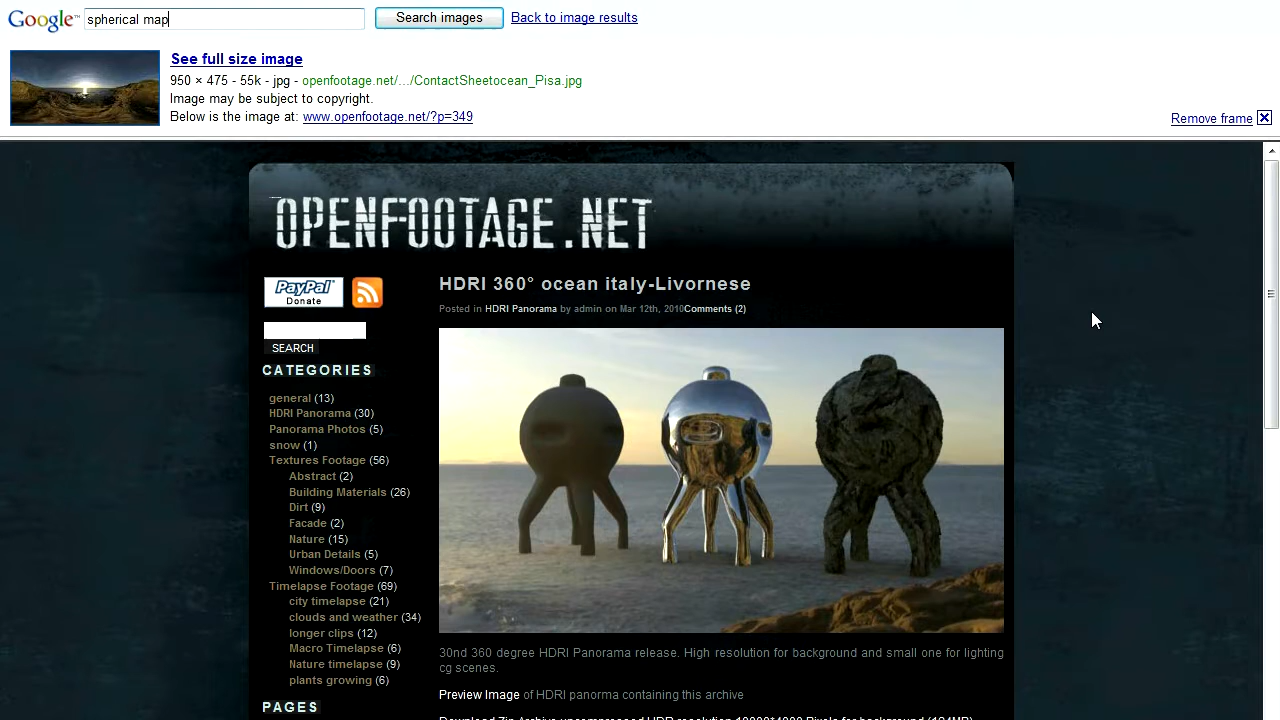 Google™ spherical map Search images Back to image results
See full size image
950 × 475 - 55k - jpg - openfootage.net/.../ContactSheetocean_Pisa.jpg
Image may be subject to copyright.
Below is the image at: www.openfootage.net/?p=349
Remove frame
OPENFOOTAGE.NET
PayPal
Donate
SEARCH
CATEGORIES
general (13)
HDRI Panorama (30)
Panorama Photos (5)
snow (1)
Textures Footage (56)
Abstract (2)
Building Materials (26)
Dirt (9)
Facade (2)
Nature (15)
Urban Details (5)
Windows/Doors (7)
Timelapse Footage (69)
city timelapse (21)
clouds and weather (34)
longer clips (12)
Macro Timelapse (6)
Nature timelapse (9)
plants growing (6)
PAGES
HDRI 360° ocean italy-Livornese
Posted in HDRI Panorama by admin on Mar 12th, 2010Comments (2)
30nd 360 degree HDRI Panorama release. High resolution for background and small one for lighting
cg scenes.
Preview Image of HDRI panorma containing this archive